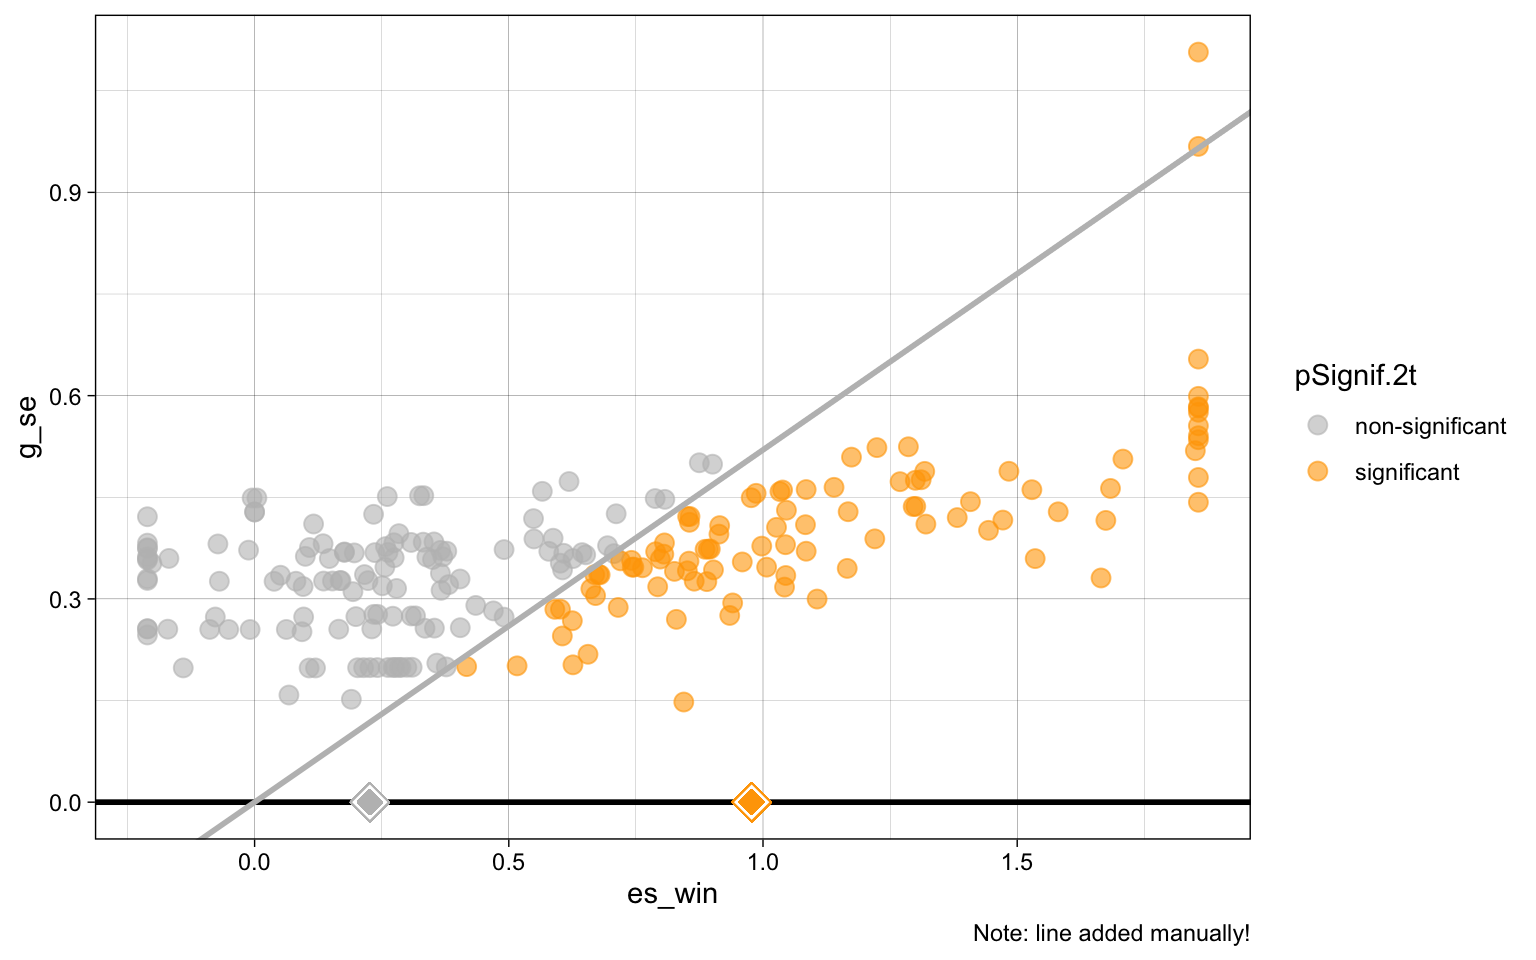 0.9
0.6
0.3
0.0
g_se
0.0 0.5 1.0 1.5
es_win
pSignif.2t
non-significant
significant
Note: line added manually!